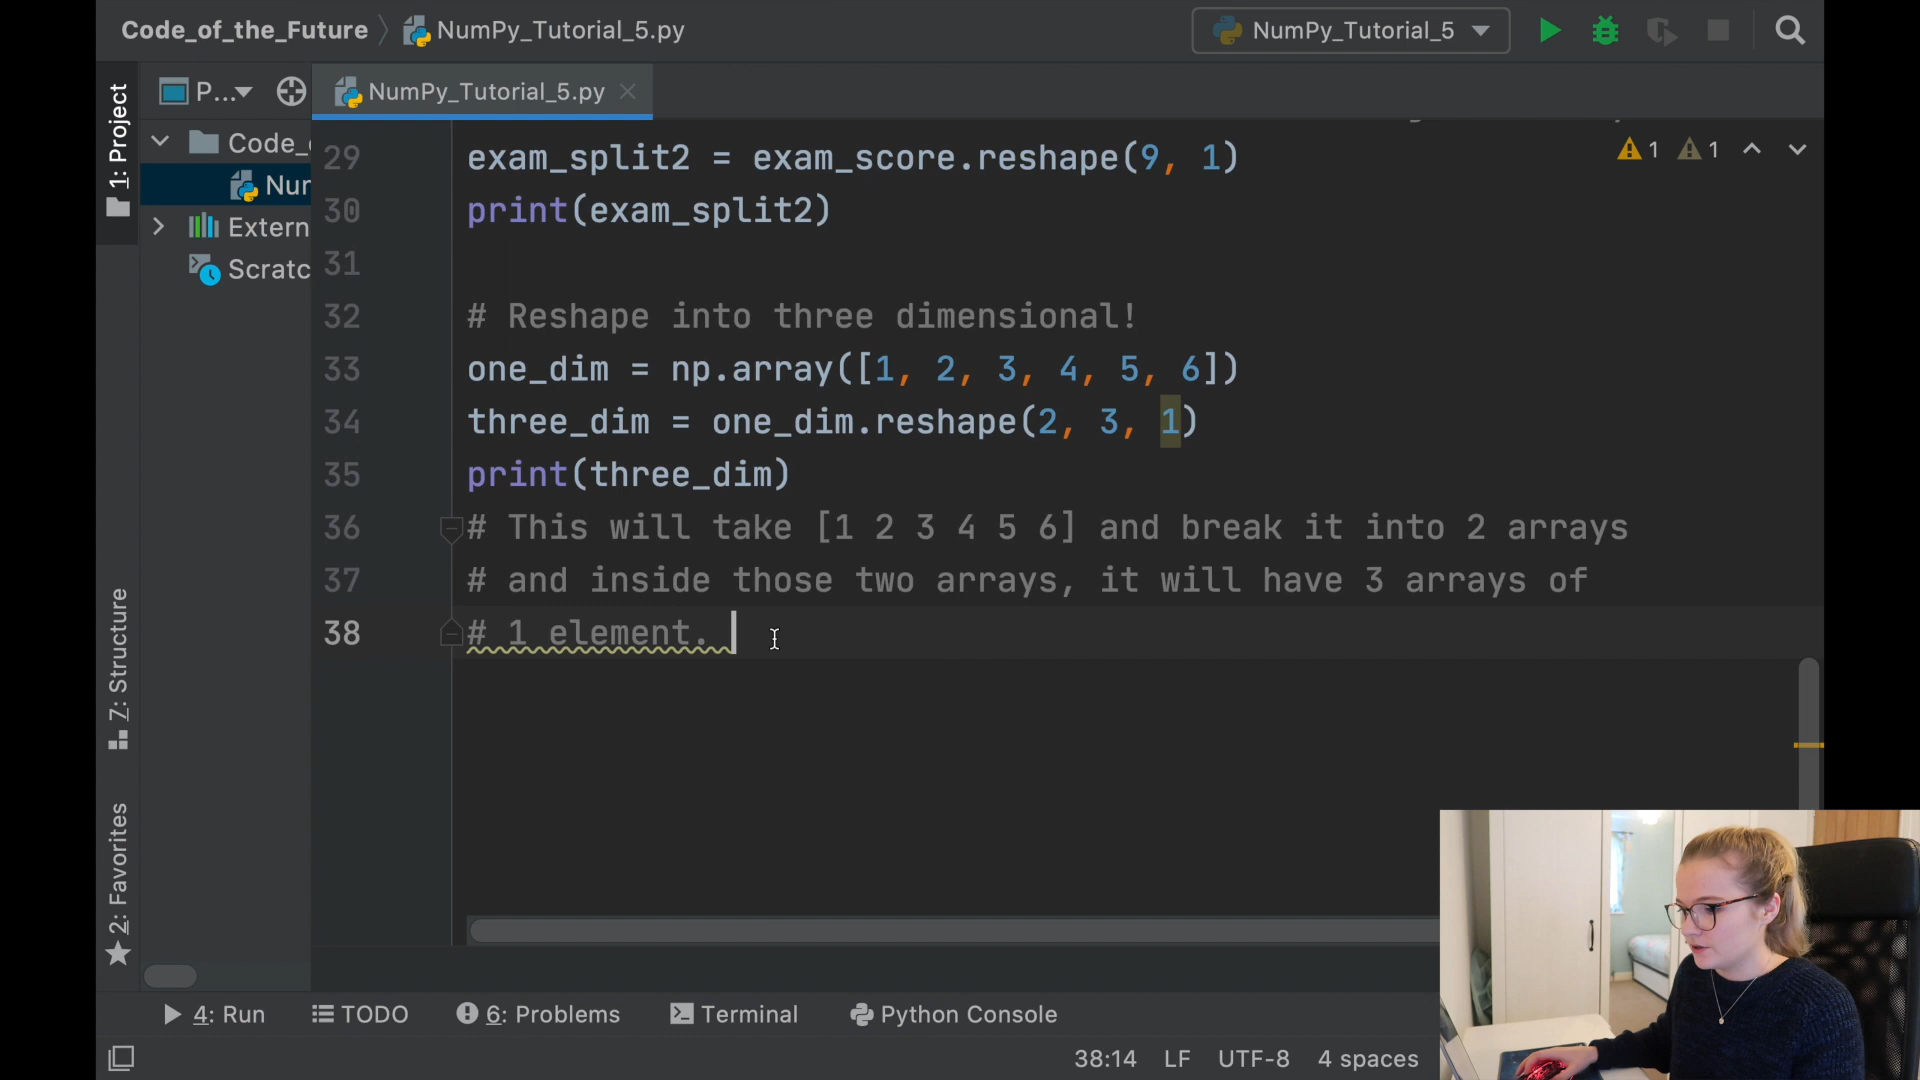 Code_of_the_Future
NumPy_Tutorial_5.py
NumPy_Tutorial_5
1: Project
P...
NumPy_Tutorial_5.py
Code_
Num
Extern
Scratc
1 1
29 exam_split2 = exam_score.reshape(9, 1)
30 print(exam_split2)
31
32 # Reshape into three dimensional!
33 one_dim = np.array([1, 2, 3, 4, 5, 6])
34 three_dim = one_dim.reshape(2, 3, 1)
35 print(three_dim)
36 # This will take [1 2 3 4 5 6] and break it into 2 arrays
37 # and inside those two arrays, it will have 3 arrays of
38 # 1 element.
7: Structure
2: Favorites
4: Run
TODO
6: Problems
Terminal
Python Console
38:14 LF UTF-8 4 spaces